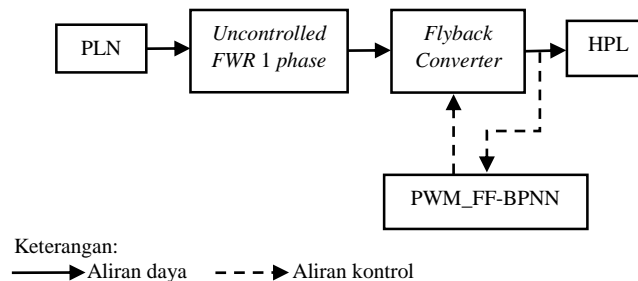 PLN
Uncontrolled
FWR 1 phase
Flyback
Converter
HPL
PWM_FF-BPNN
Keterangan:
Aliran daya
Aliran kontrol